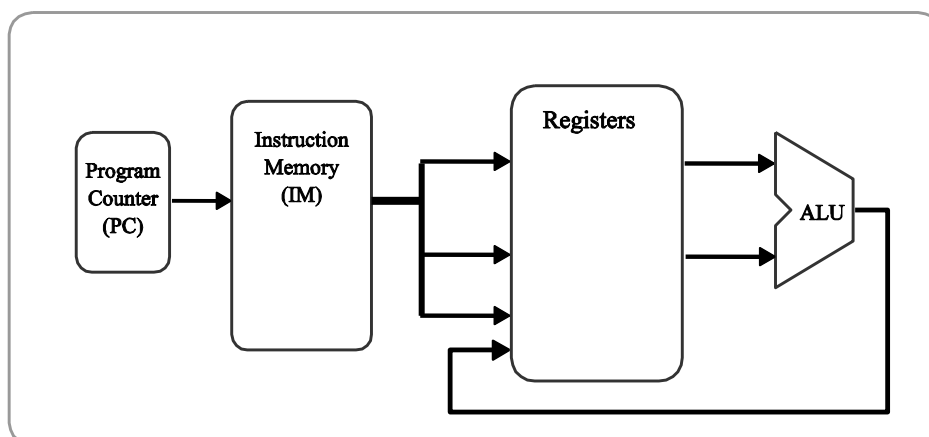 Program
Counter
(PC)
Instruction
Memory
(IM)
Registers
ALU